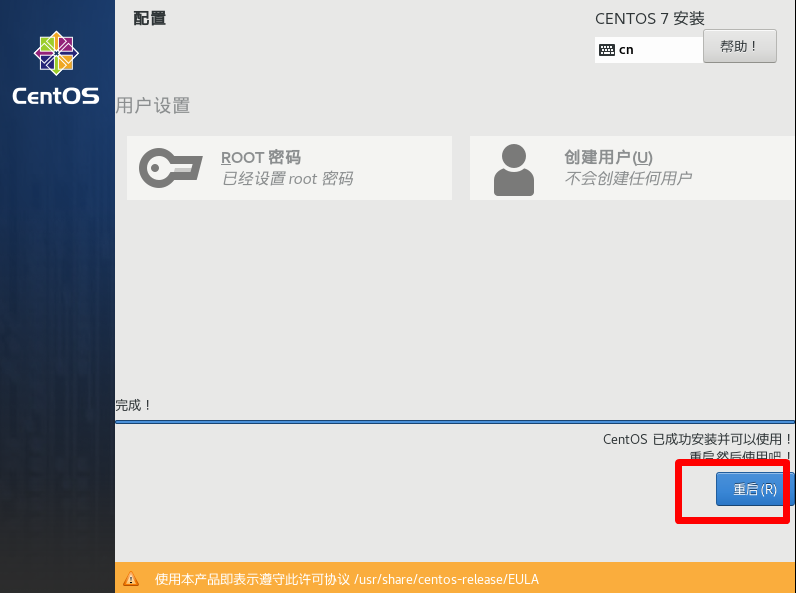 配置
CENTOS 7 安装
cn
帮助！
CentOS
用户设置
ROOT 密码
已经设置 root 密码
创建用户(U)
不会创建任何用户
完成！
CentOS 已成功安装并可以使用！
重启然后使用吧！
重启(R)
使用本产品即表示遵守此许可协议 /usr/share/centos-release/EULA